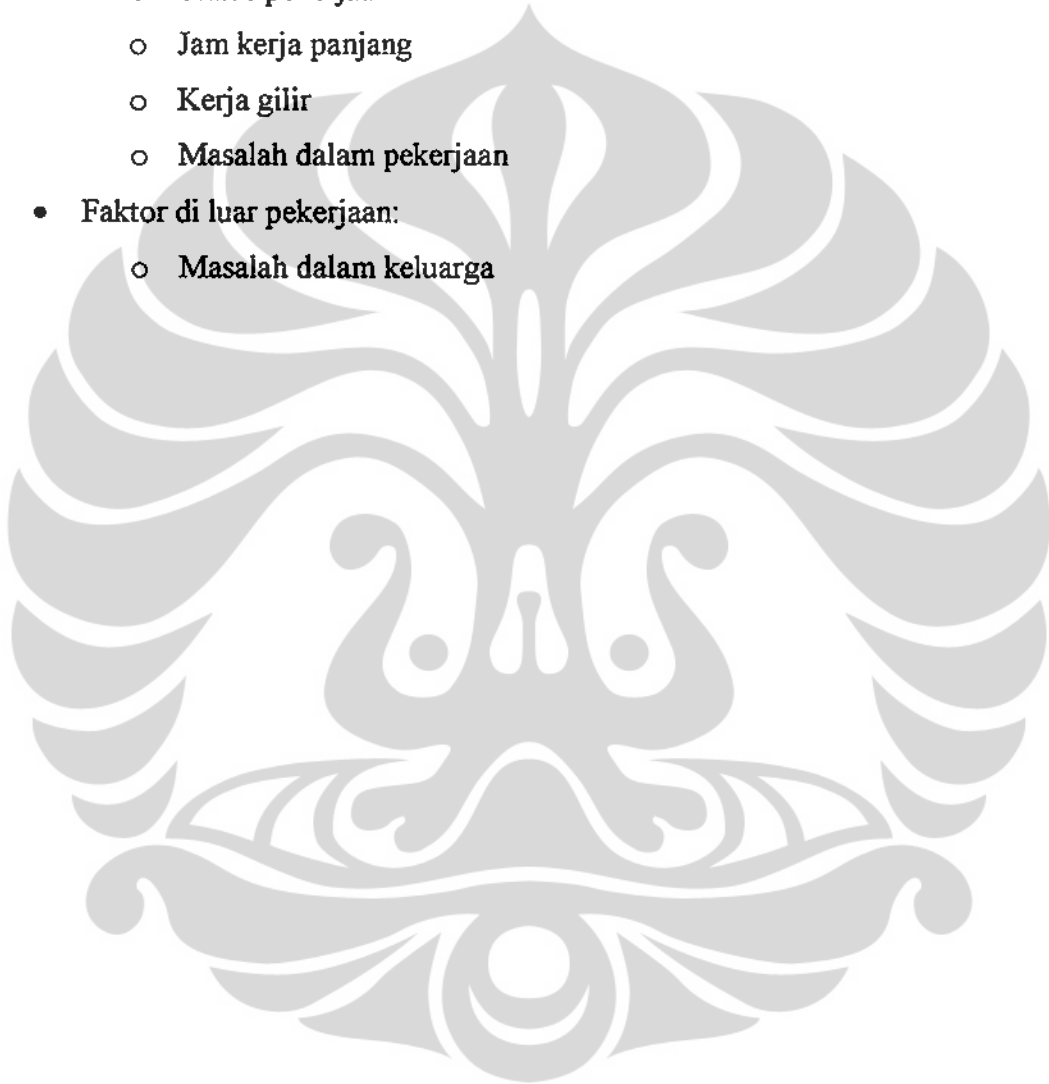 o Jam kerja panjang
o Kerja gilir
o Masalah dalam pekerjaan
• Faktor di luar pekerjaan:
o Masalah dalam keluarga